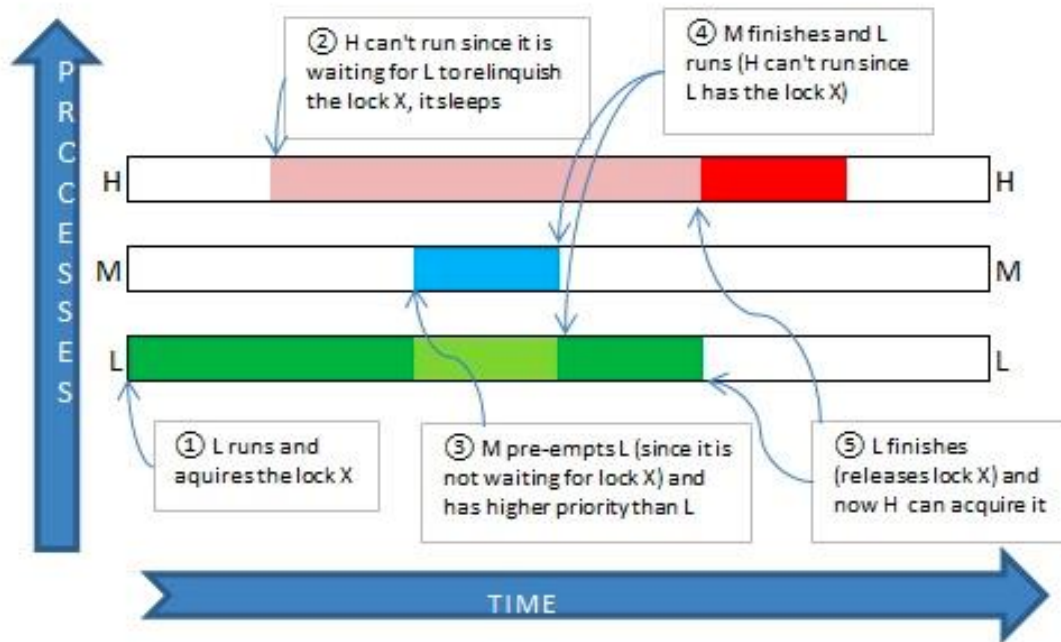 PRCCESSES
② H can't run since it is
waiting for L to relinquish
the lock X, it sleeps
④ M finishes and L
runs (H can't run since
L has the lock X)
H
H
M
M
L
L
① L runs and
aquires the lock X
③ M pre-empts L (since it is
not waiting for lock X) and
has higher priority than L
⑤ L finishes
(releases lock X) and
now H can acquire it
TIME